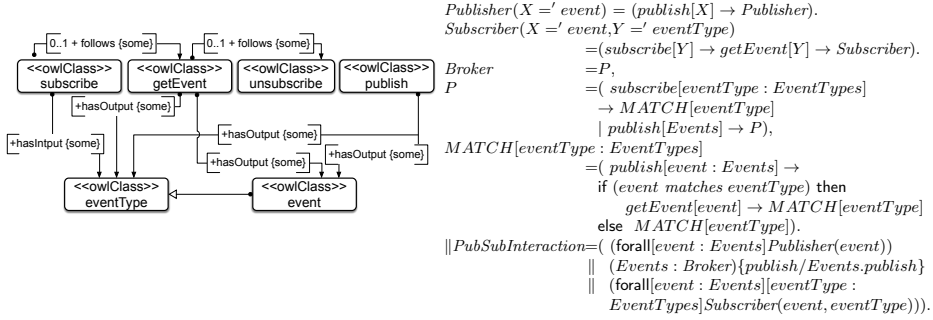 0..1 + follows {some}
0..1 + follows {some}
<<owlClass>>
subscribe
<<owlClass>>
getEvent
<<owlClass>>
unsubscribe
<<owlClass>>
publish
+hasOutput {some}
+hasOutput {some}
+hasIntput {some}
+hasOutput {some}
+hasOutput {some}
<<owlClass>>
eventType
<<owlClass>>
event
Publisher(X =' event) = (publish[X] → Publisher).
Subscriber(X =' event,Y =' eventType)
=(subscribe[Y] → getEvent[Y] → Subscriber).
Broker =P,
P =( subscribe[eventType : EventTypes]
→ MATCH[eventType]
| publish[Events] → P),
MATCH[eventType : EventTypes]
=( publish[event : Events] →
if (event matches eventType) then
getEvent[event] → MATCH[eventType]
else MATCH[eventType]).
‖PubSubInteraction=( (forall[event : Events]Publisher(event))
‖ (Events : Broker){publish/Events.publish}
‖ (forall[event : Events][eventType :
EventTypes]Subscriber(event, eventType))).